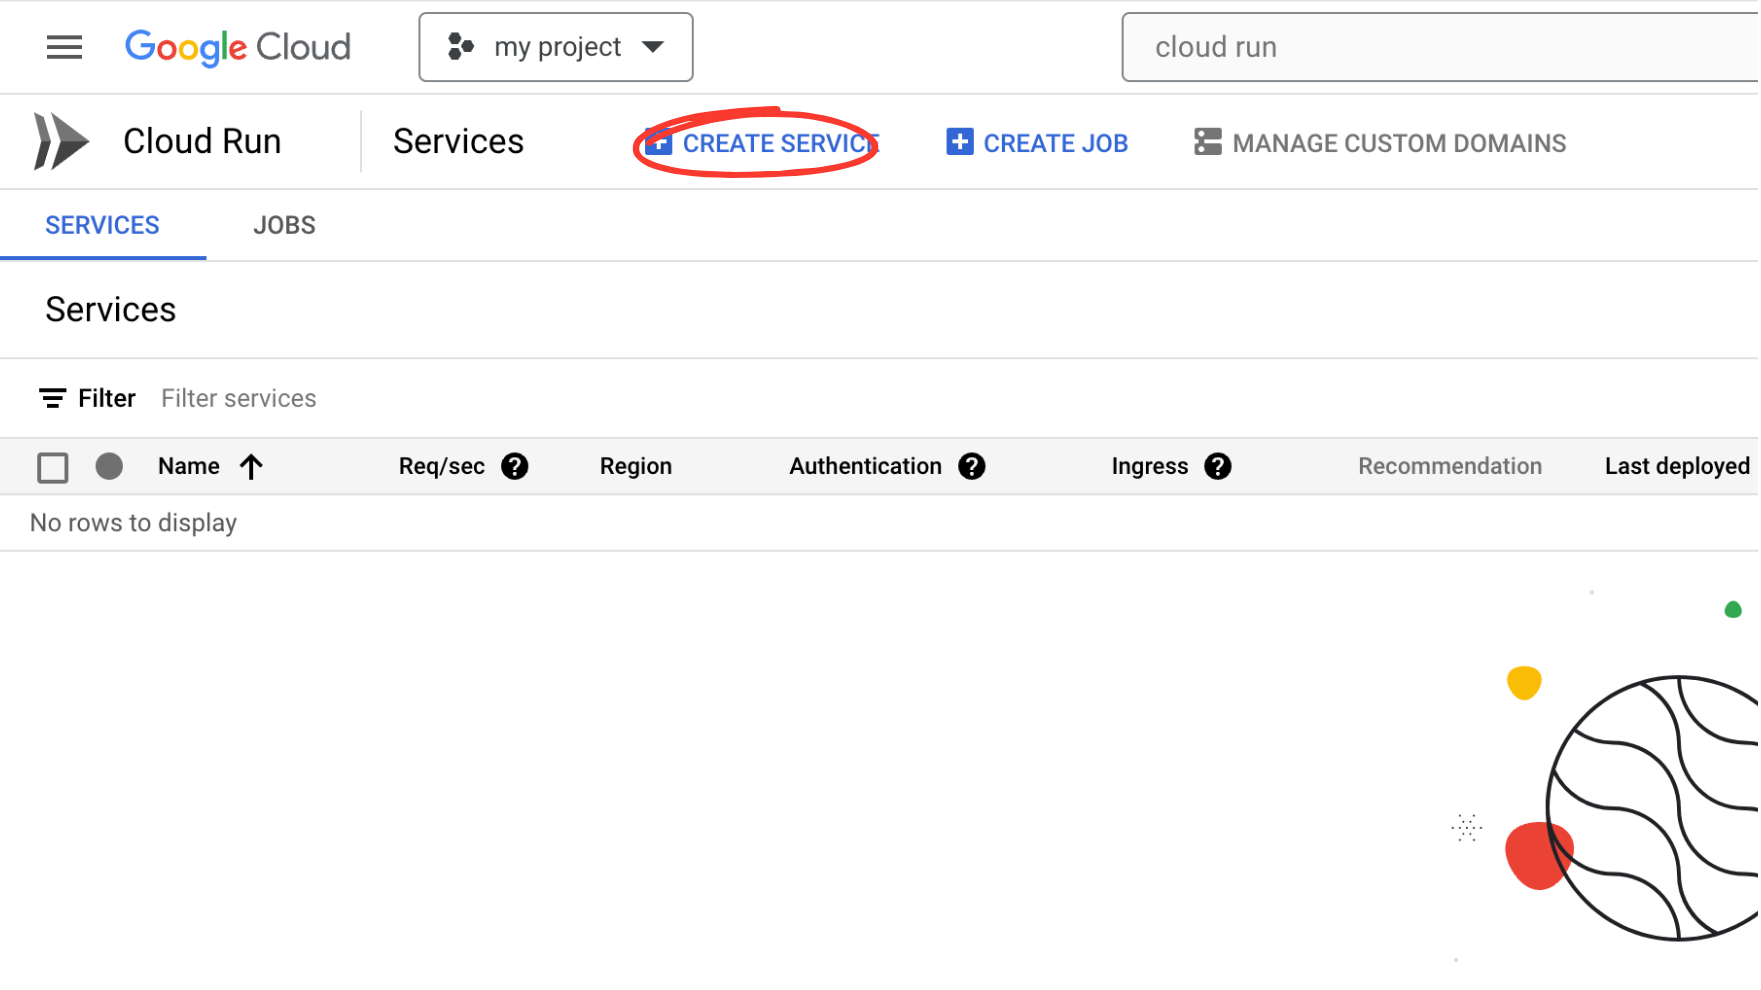 Google Cloud my project cloud run
Cloud Run Services CREATE SERVICE CREATE JOB MANAGE CUSTOM DOMAINS
SERVICES JOBS
Services
Filter Filter services
Name Req/sec ? Region Authentication ? Ingress ? Recommendation Last deployed
No rows to display